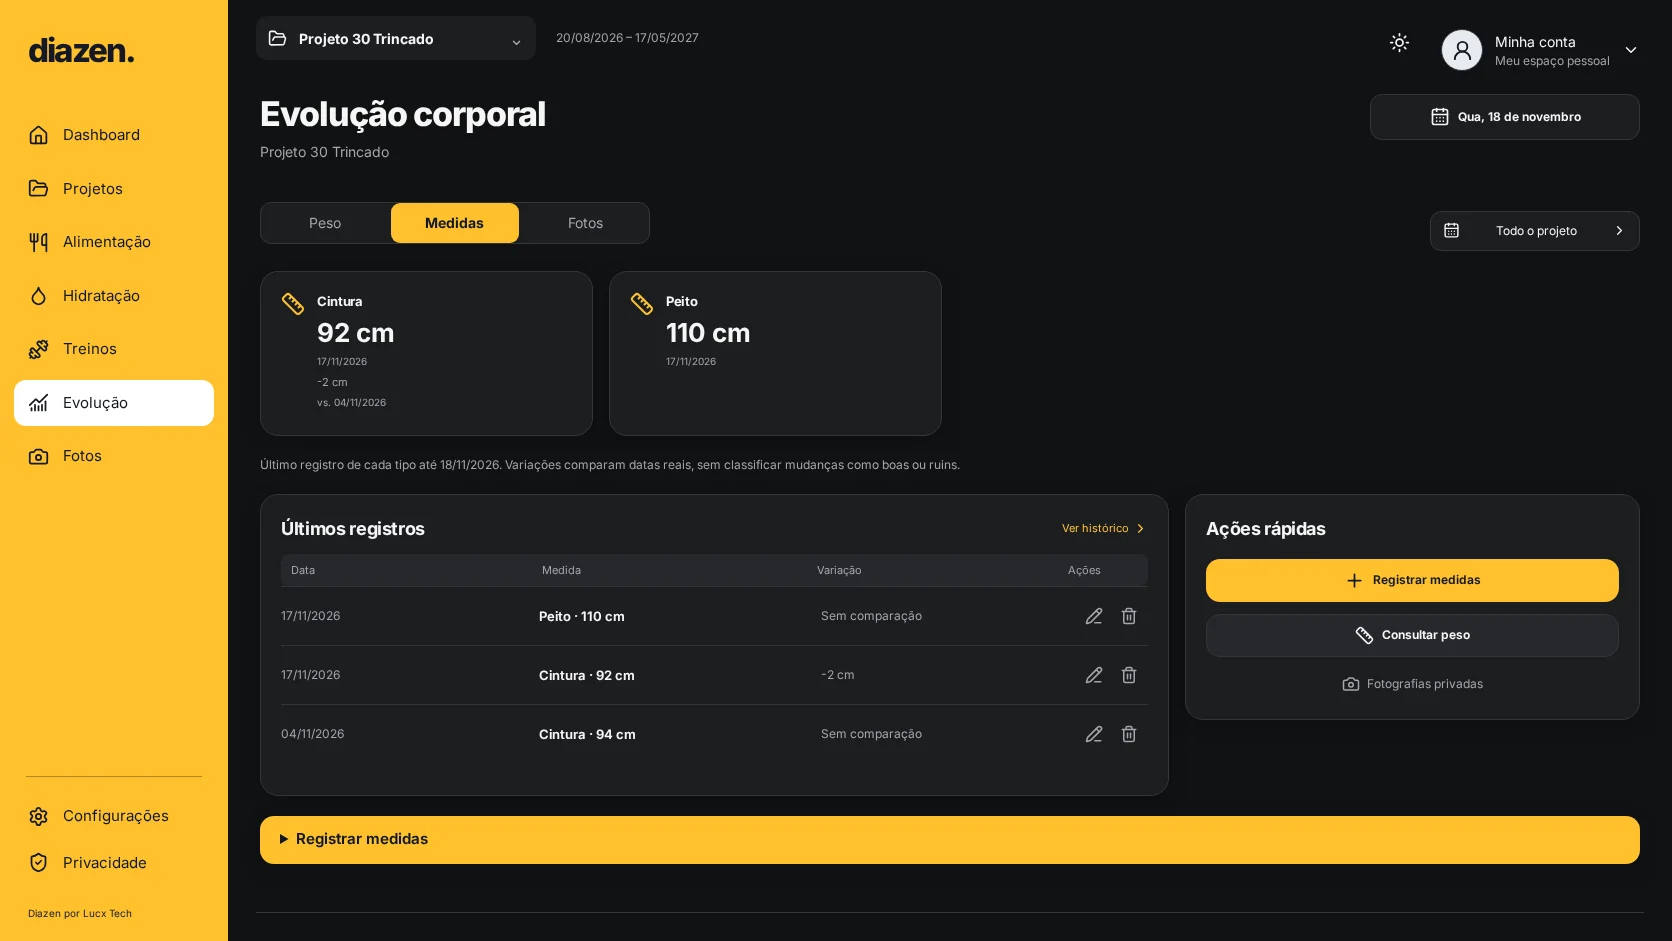 diazen.
Dashboard
Projetos
Alimentação
Hidratação
Treinos
Evolução
Fotos
Configurações
Privacidade
Diazen por Lucx Tech
Projeto 30 Trincado
20/08/2026 – 17/05/2027
Minha conta
Meu espaço pessoal
Evolução corporal
Projeto 30 Trincado
Qua, 18 de novembro
Peso
Medidas
Fotos
Todo o projeto
Cintura
92 cm
17/11/2026
-2 cm
vs. 04/11/2026
Peito
110 cm
17/11/2026
Último registro de cada tipo até 18/11/2026. Variações comparam datas reais, sem classificar mudanças como boas ou ruins.
Últimos registros
Ver histórico
Data Medida Variação Ações
17/11/2026 Peito · 110 cm Sem comparação
17/11/2026 Cintura · 92 cm -2 cm
04/11/2026 Cintura · 94 cm Sem comparação
Ações rápidas
Registrar medidas
Consultar peso
Fotografias privadas
Registrar medidas